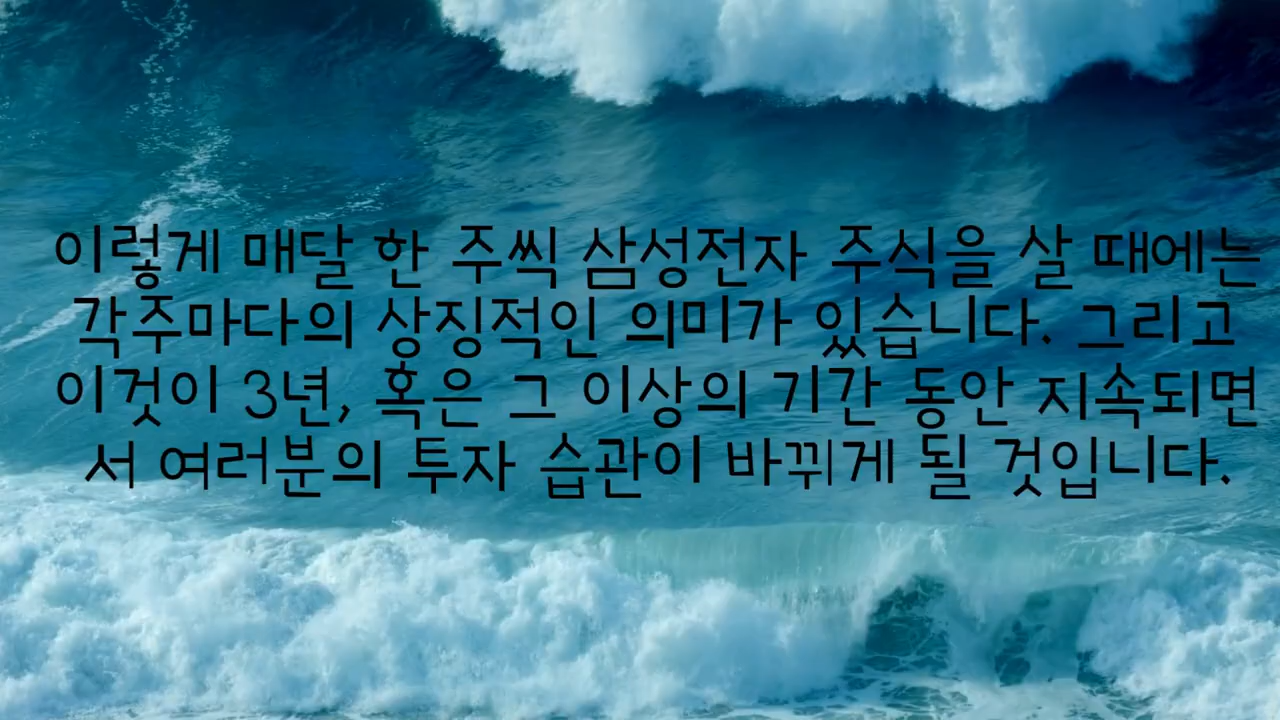 이렇게 매달 한 주씩 삼성전자 주식을 살 때에는
각주마다의 상징적인 의미가 있습니다. 그리고
이것이 3년, 혹은 그 이상의 기간 동안 지속되면
서 여러분의 투자 습관이 바뀌게 될 것입니다.